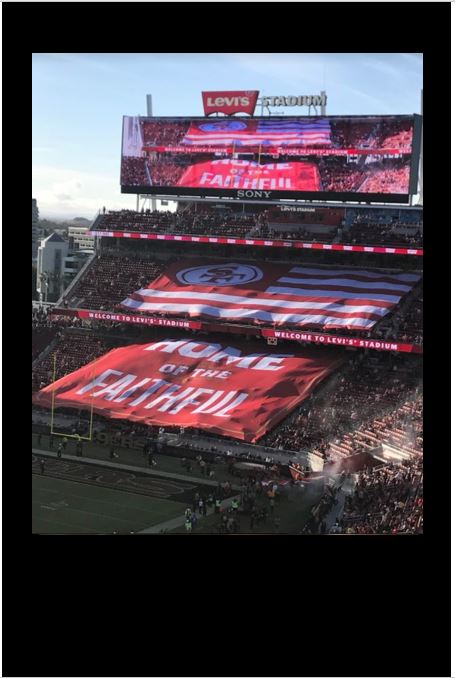 LEVI'S STADIUM
WELCOME TO LEVI'S® STADIUM
HOME
OF THE
FAITHFUL
SONY
LEVI'S STADIUM
SF
WELCOME TO LEVI'S® STADIUM
WELCOME TO LEVI'S® STADIUM
HOME
OF THE
FAITHFUL